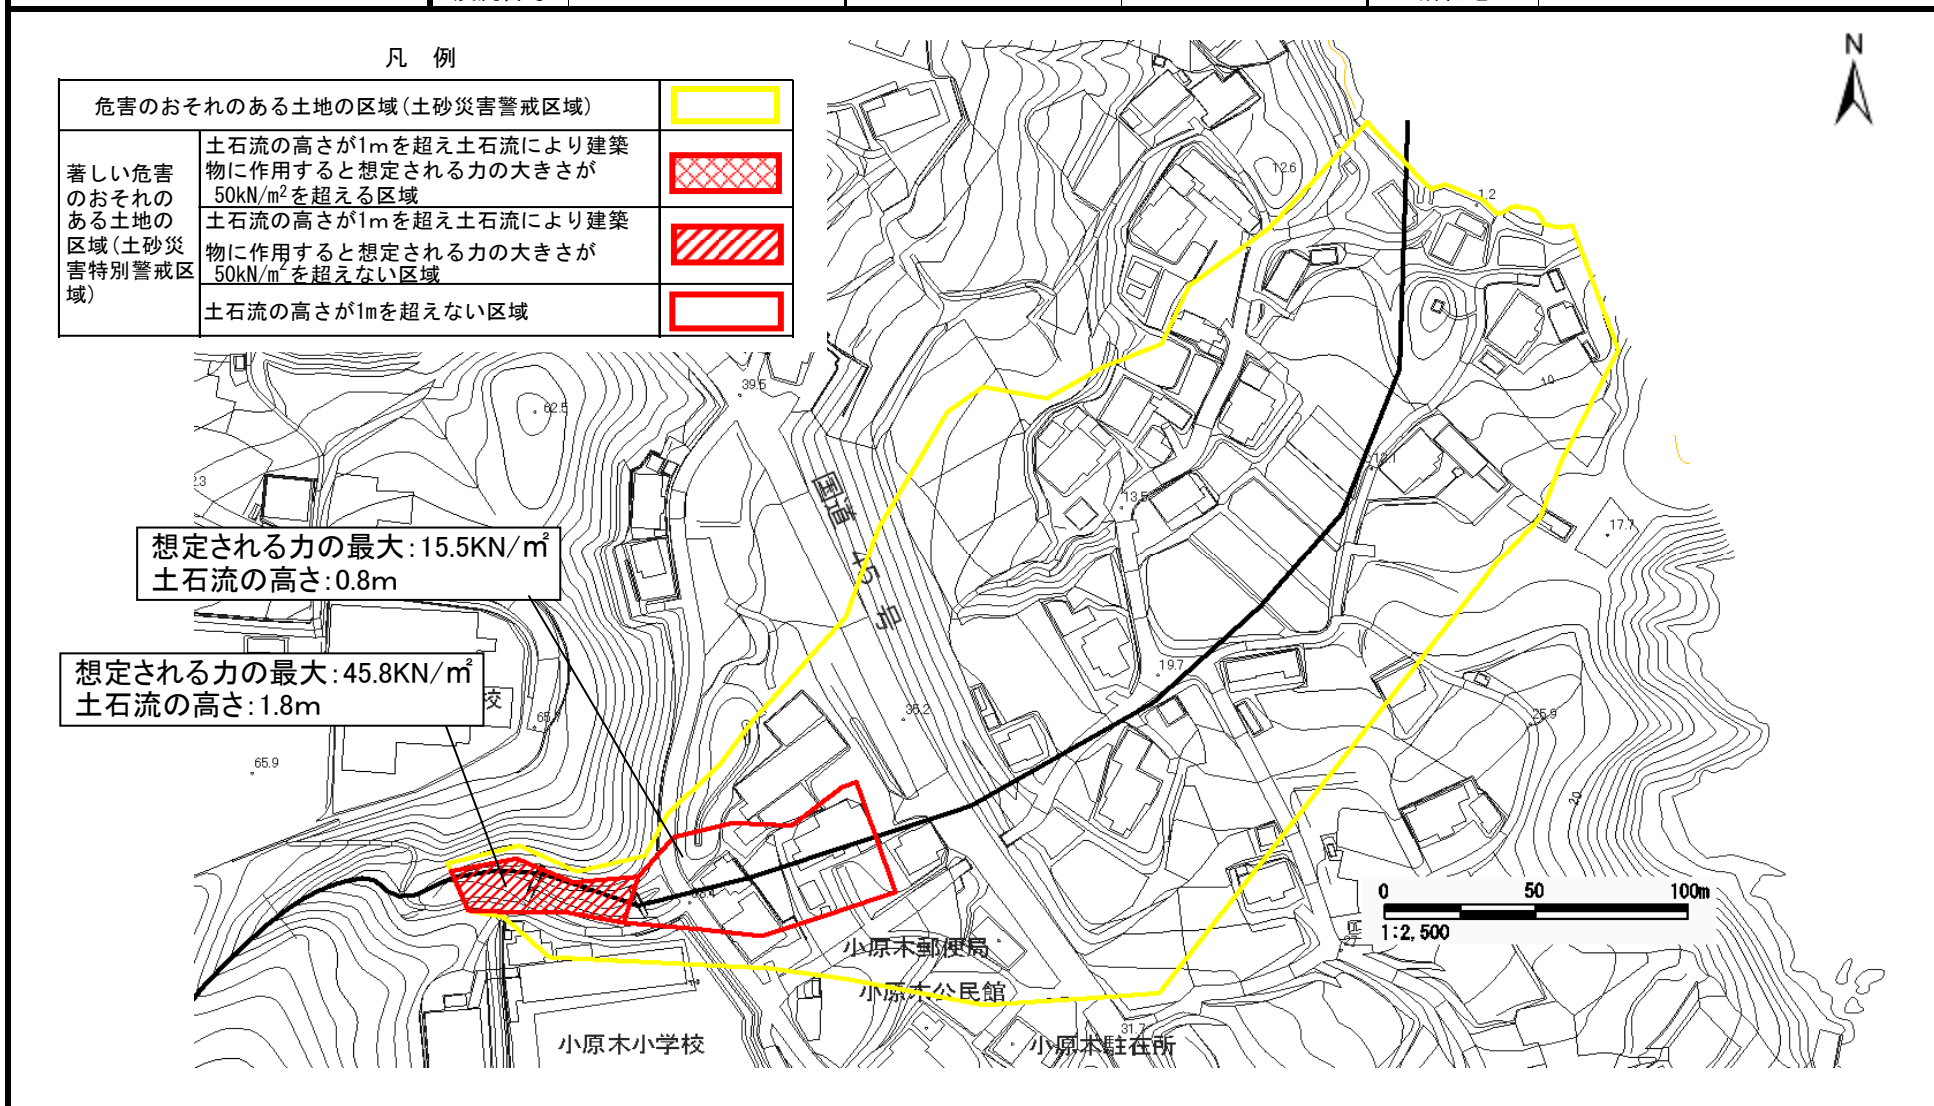 凡 例
危害のおそれのある土地の区域(土砂災害警戒区域)
著しい危害
のおそれの
ある土地の
区域(土砂災
害特別警戒区
域)
土石流の高さが1mを超え土石流により建築
物に作用すると想定される力の大きさが
50kN/m²を超える区域
土石流の高さが1mを超え土石流により建築
物に作用すると想定される力の大きさが
50kN/m²を超えない区域
土石流の高さが1mを超えない区域
N
12.6
1.2
39.5
62.5
国道 45 号
10
18.1
13.5
17.7
想定される力の最大:15.5KN/㎡
土石流の高さ:0.8m
想定される力の最大:45.8KN/㎡
土石流の高さ:1.8m
校
65.7
65.9
19.7
35.2
25.9
20
0 50 100m
1:2,500
小原木郵便局
小原木公民館
小原木小学校
31.7
小原木駐在所